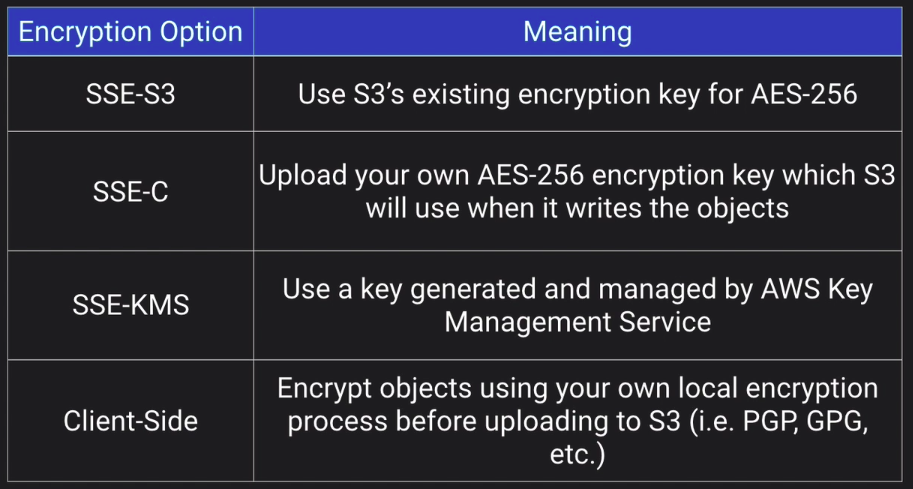 Encryption Option
Meaning
SSE-S3
Use S3's existing encryption key for AES-256
SSE-C
Upload your own AES-256 encryption key which S3
will use when it writes the objects
SSE-KMS
Use a key generated and managed by AWS Key
Management Service
Client-Side
Encrypt objects using your own local encryption
process before uploading to S3 (i.e. PGP, GPG,
etc.)